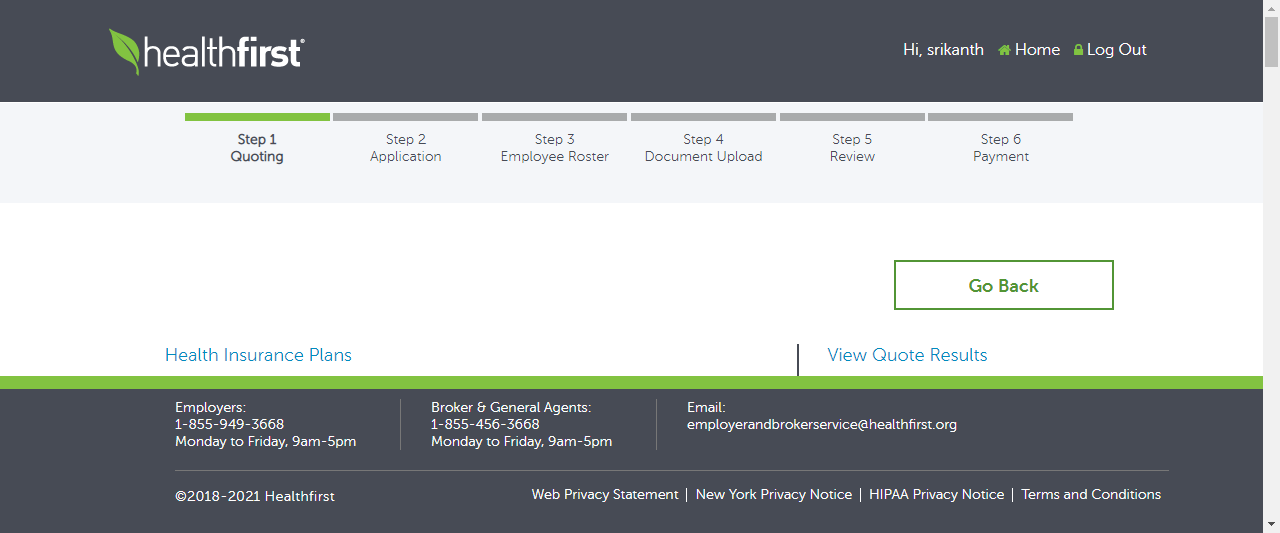 healthfirst®
Hi, srikanth Home Log Out
Step 1 Step 2 Step 3 Step 4 Step 5 Step 6
Quoting Application Employee Roster Document Upload Review Payment
Go Back
Health Insurance Plans View Quote Results
Employers: Broker & General Agents: Email:
1-855-949-3668 1-855-456-3668 employerandbrokerservice@healthfirst.org
Monday to Friday, 9am-5pm Monday to Friday, 9am-5pm
©2018-2021 Healthfirst Web Privacy Statement | New York Privacy Notice | HIPAA Privacy Notice | Terms and Conditions